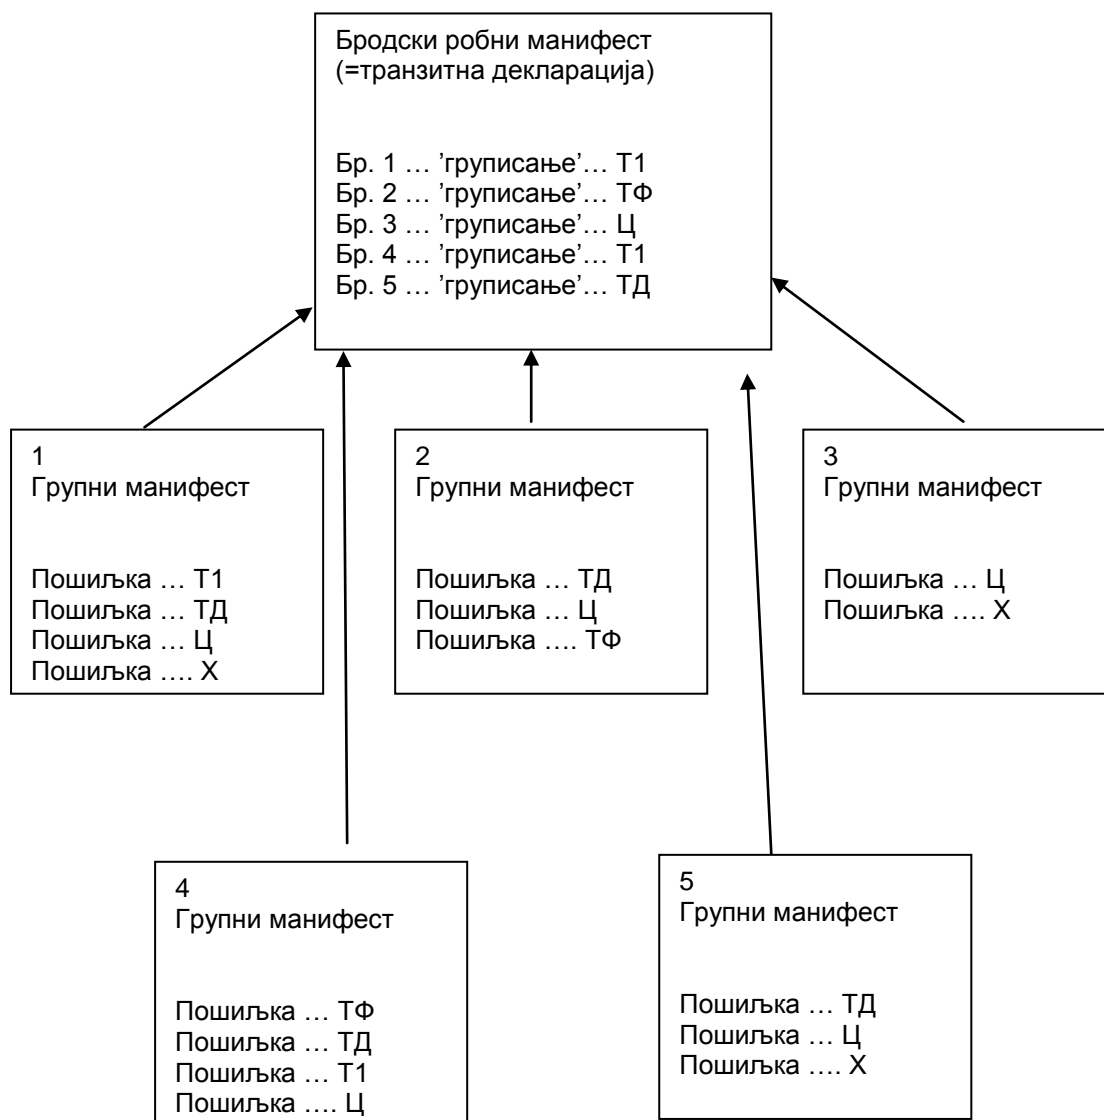 Бродски робни манифест
(=транзитна декларација)
Бр. 1 … ’груписање’… Т1
Бр. 2 … ’груписање’… ТФ
Бр. 3 … ’груписање’… Ц
Бр. 4 … ’груписање’… Т1
Бр. 5 … ’груписање’… ТД
1
Групни манифест
Пошиљка … Т1
Пошиљка … ТД
Пошиљка … Ц
Пошиљка …. Х
2
Групни манифест
Пошиљка … ТД
Пошиљка … Ц
Пошиљка …. ТФ
3
Групни манифест
Пошиљка … Ц
Пошиљка …. Х
4
Групни манифест
Пошиљка … ТФ
Пошиљка … ТД
Пошиљка … Т1
Пошиљка …. Ц
5
Групни манифест
Пошиљка … ТД
Пошиљка … Ц
Пошиљка …. Х